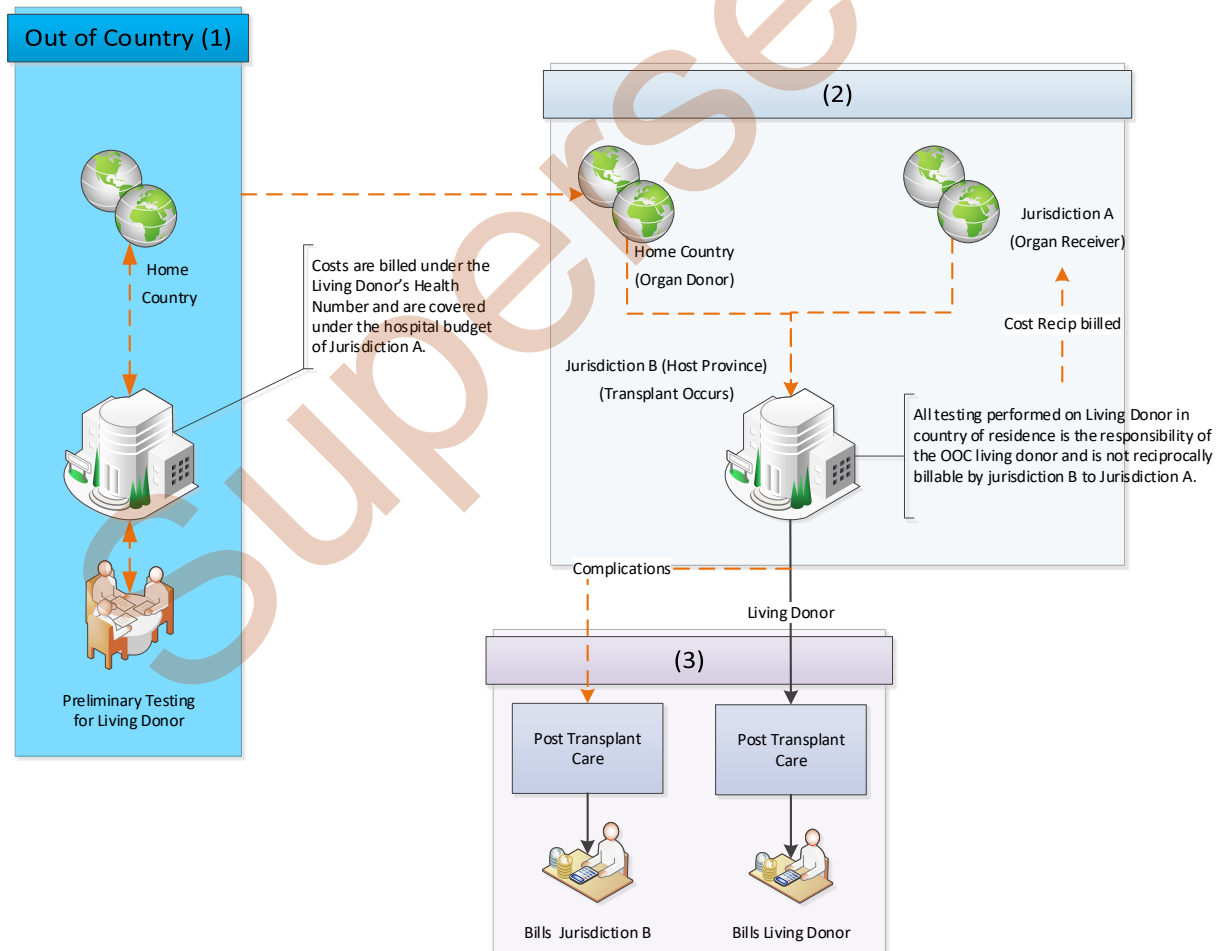 Out of Country (1)
Home
Country
Costs are billed under the
Living Donor's Health
Number and are covered
under the hospital budget
of Jurisdiction A.
Preliminary Testing
for Living Donor
(2)
Home Country
(Organ Donor)
Jurisdiction A
(Organ Receiver)
Cost Recip biilled
Jurisdiction B (Host Province)
(Transplant Occurs)
All testing performed on Living Donor in
country of residence is the responsibility of
the OOC living donor and is not reciprocally
billable by jurisdiction B to Jurisdiction A.
Complications
Living Donor
(3)
Post Transplant
Care
Post Transplant
Care
Bills Jurisdiction B
Bills Living Donor
Superse